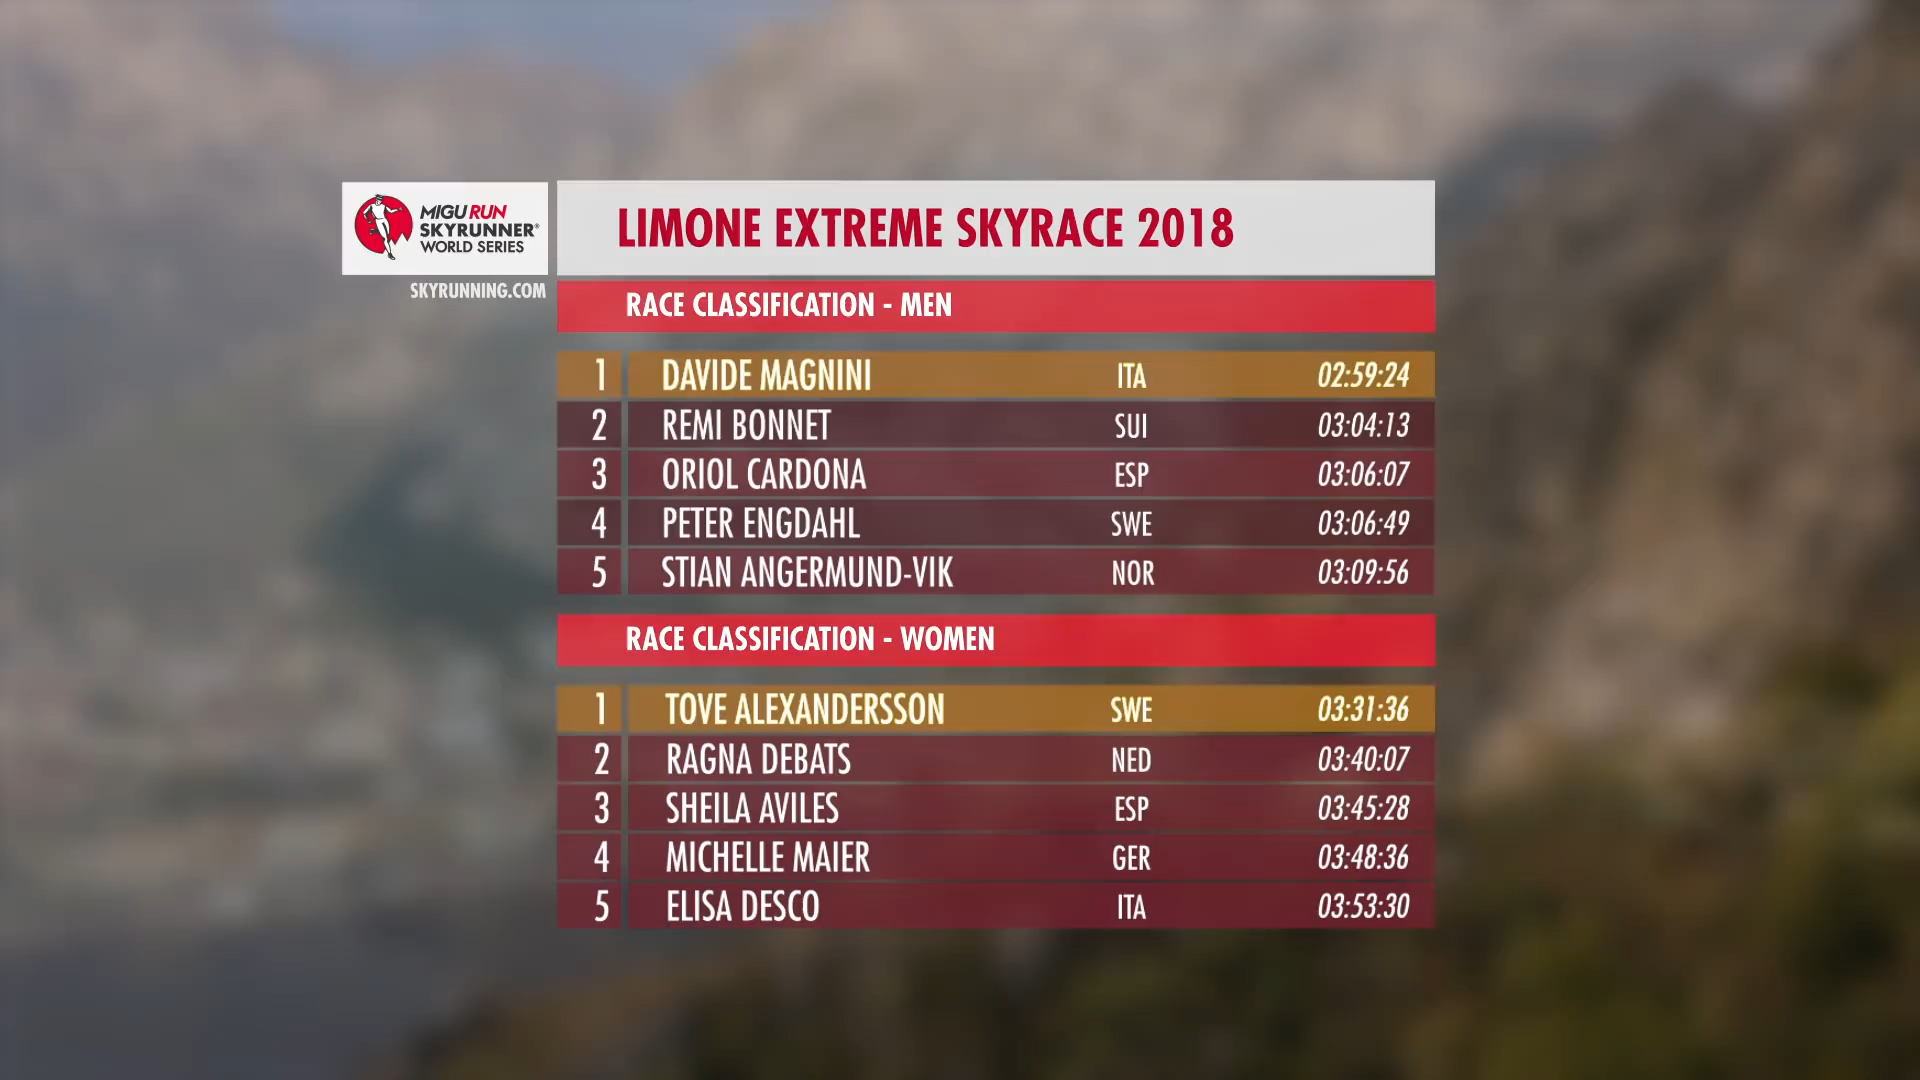 MIGU RUN
SKYRUNNER®
WORLD SERIES
SKYRUNNING.COM
LIMONE EXTREME SKYRACE 2018
RACE CLASSIFICATION - MEN
1 DAVIDE MAGNINI ITA 02:59:24
2 REMI BONNET SUI 03:04:13
3 ORIOL CARDONA ESP 03:06:07
4 PETER ENGDAHL SWE 03:06:49
5 STIAN ANGERMUND-VIK NOR 03:09:56
RACE CLASSIFICATION - WOMEN
1 TOVE ALEXANDERSSON SWE 03:31:36
2 RAGNA DEBATS NED 03:40:07
3 SHEILA AVILES ESP 03:45:28
4 MICHELLE MAIER GER 03:48:36
5 ELISA DESCO ITA 03:53:30